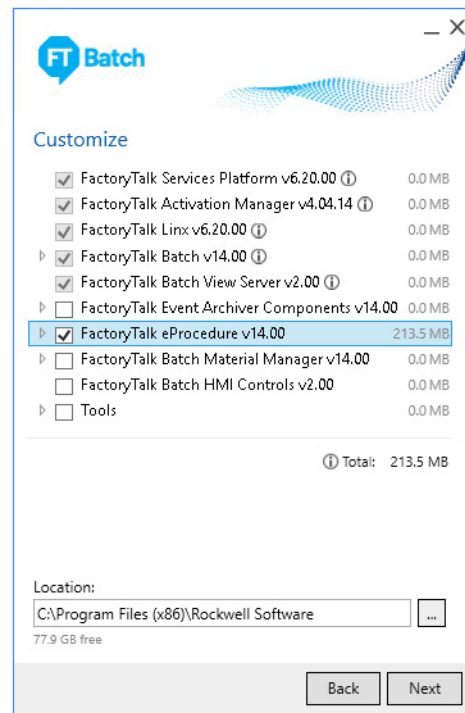 FT Batch
Customize
FactoryTalk Services Platform v6.20.00 0.0 MB
FactoryTalk Activation Manager v4.04.14 0.0 MB
FactoryTalk Linx v6.20.00 0.0 MB
FactoryTalk Batch v14.00 0.0 MB
FactoryTalk Batch View Server v2.00 0.0 MB
FactoryTalk Event Archiver Components v14.00 0.0 MB
FactoryTalk eProcedure v14.00 213.5 MB
FactoryTalk Batch Material Manager v14.00 0.0 MB
FactoryTalk Batch HMI Controls v2.00 0.0 MB
Tools 0.0 MB
Total: 213.5 MB
Location:
C:\Program Files (x86)\Rockwell Software ...
77.9 GB free
Back Next